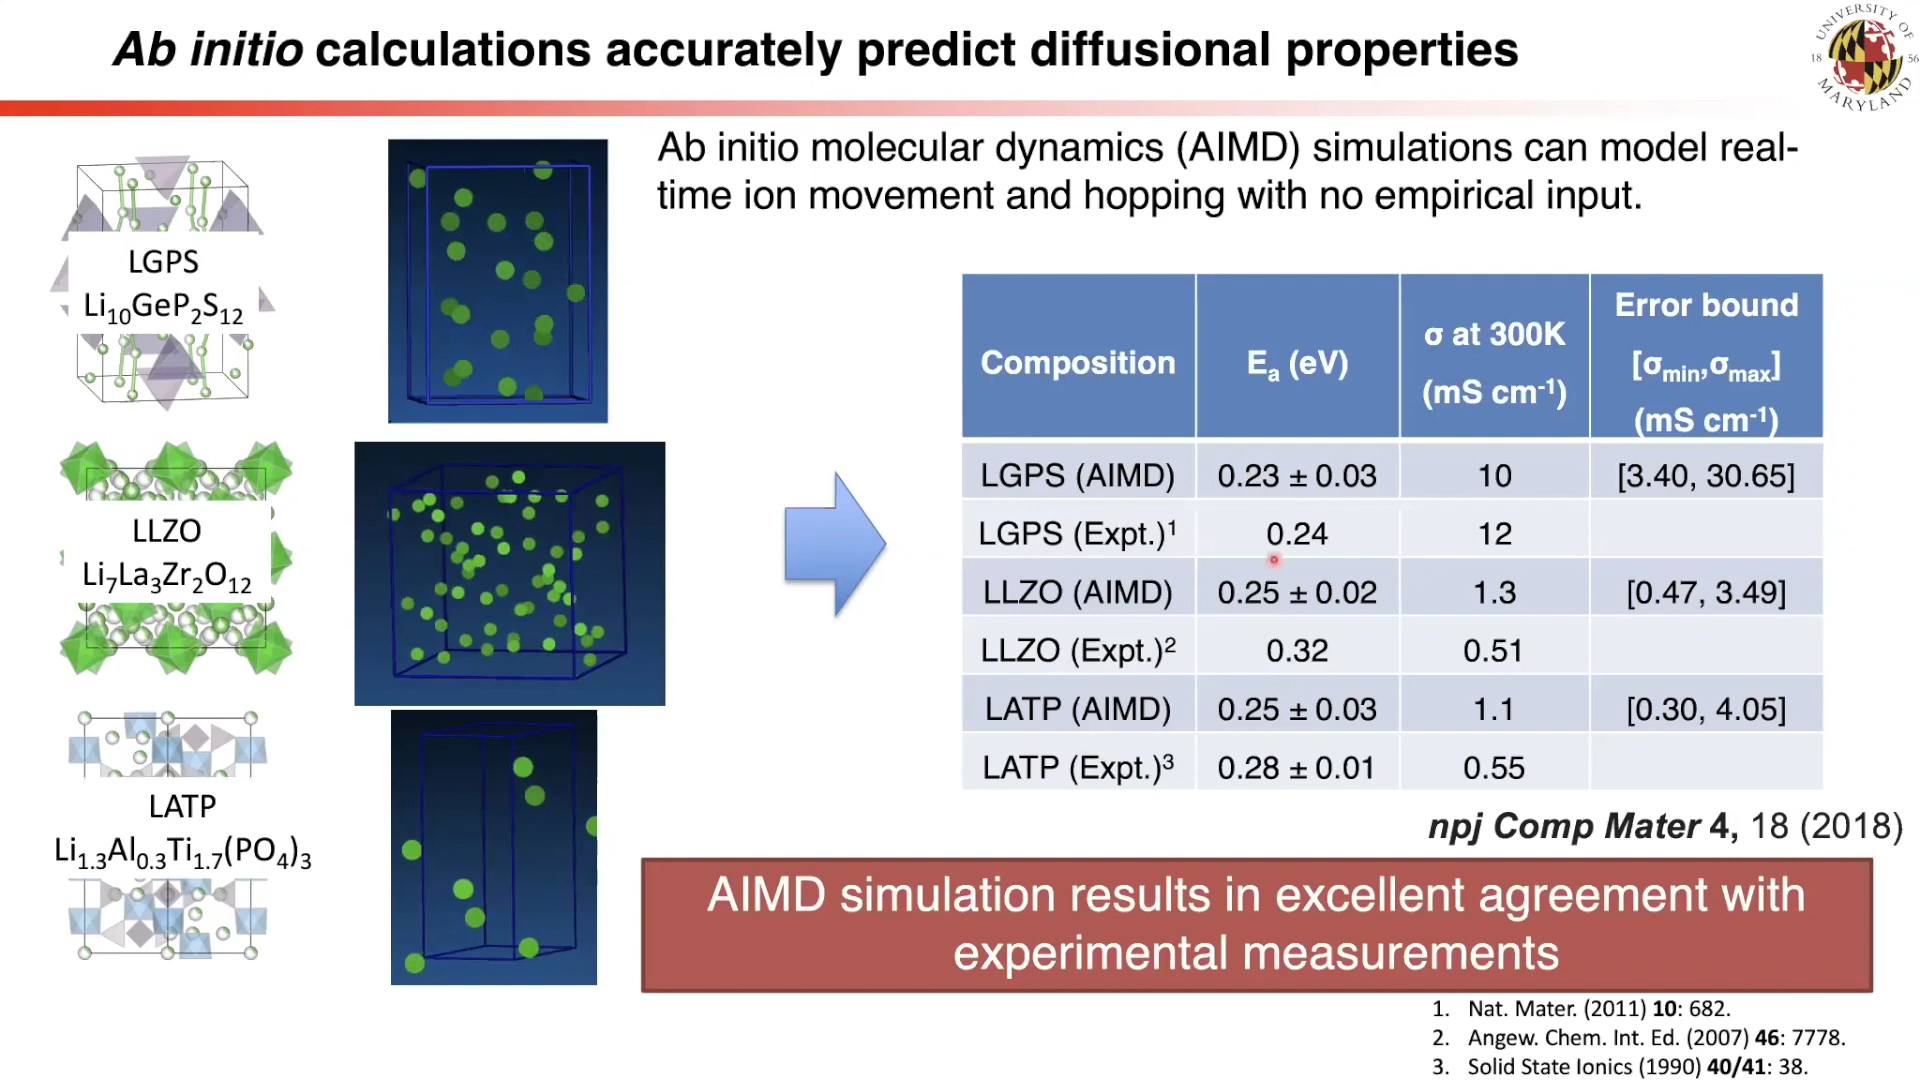 Ab initio calculations accurately predict diffusional properties
UNIVERSITY OF
18 56
MARYLAND
Ab initio molecular dynamics (AIMD) simulations can model real-
time ion movement and hopping with no empirical input.
LGPS
Li₁₀GeP₂S₁₂
LLZO
Li₇La₃Zr₂O₁₂
LATP
Li₁.₃Al₀.₃Ti₁.₇(PO₄)₃
Composition | Eₐ (eV) | σ at 300K (mS cm⁻¹) | Error bound [σmin,σmax] (mS cm⁻¹)
LGPS (AIMD) | 0.23 ± 0.03 | 10 | [3.40, 30.65]
LGPS (Expt.)¹ | 0.24 | 12
LLZO (AIMD) | 0.25 ± 0.02 | 1.3 | [0.47, 3.49]
LLZO (Expt.)² | 0.32 | 0.51
LATP (AIMD) | 0.25 ± 0.03 | 1.1 | [0.30, 4.05]
LATP (Expt.)³ | 0.28 ± 0.01 | 0.55
npj Comp Mater 4, 18 (2018)
AIMD simulation results in excellent agreement with
experimental measurements
1. Nat. Mater. (2011) 10: 682.
2. Angew. Chem. Int. Ed. (2007) 46: 7778.
3. Solid State Ionics (1990) 40/41: 38.